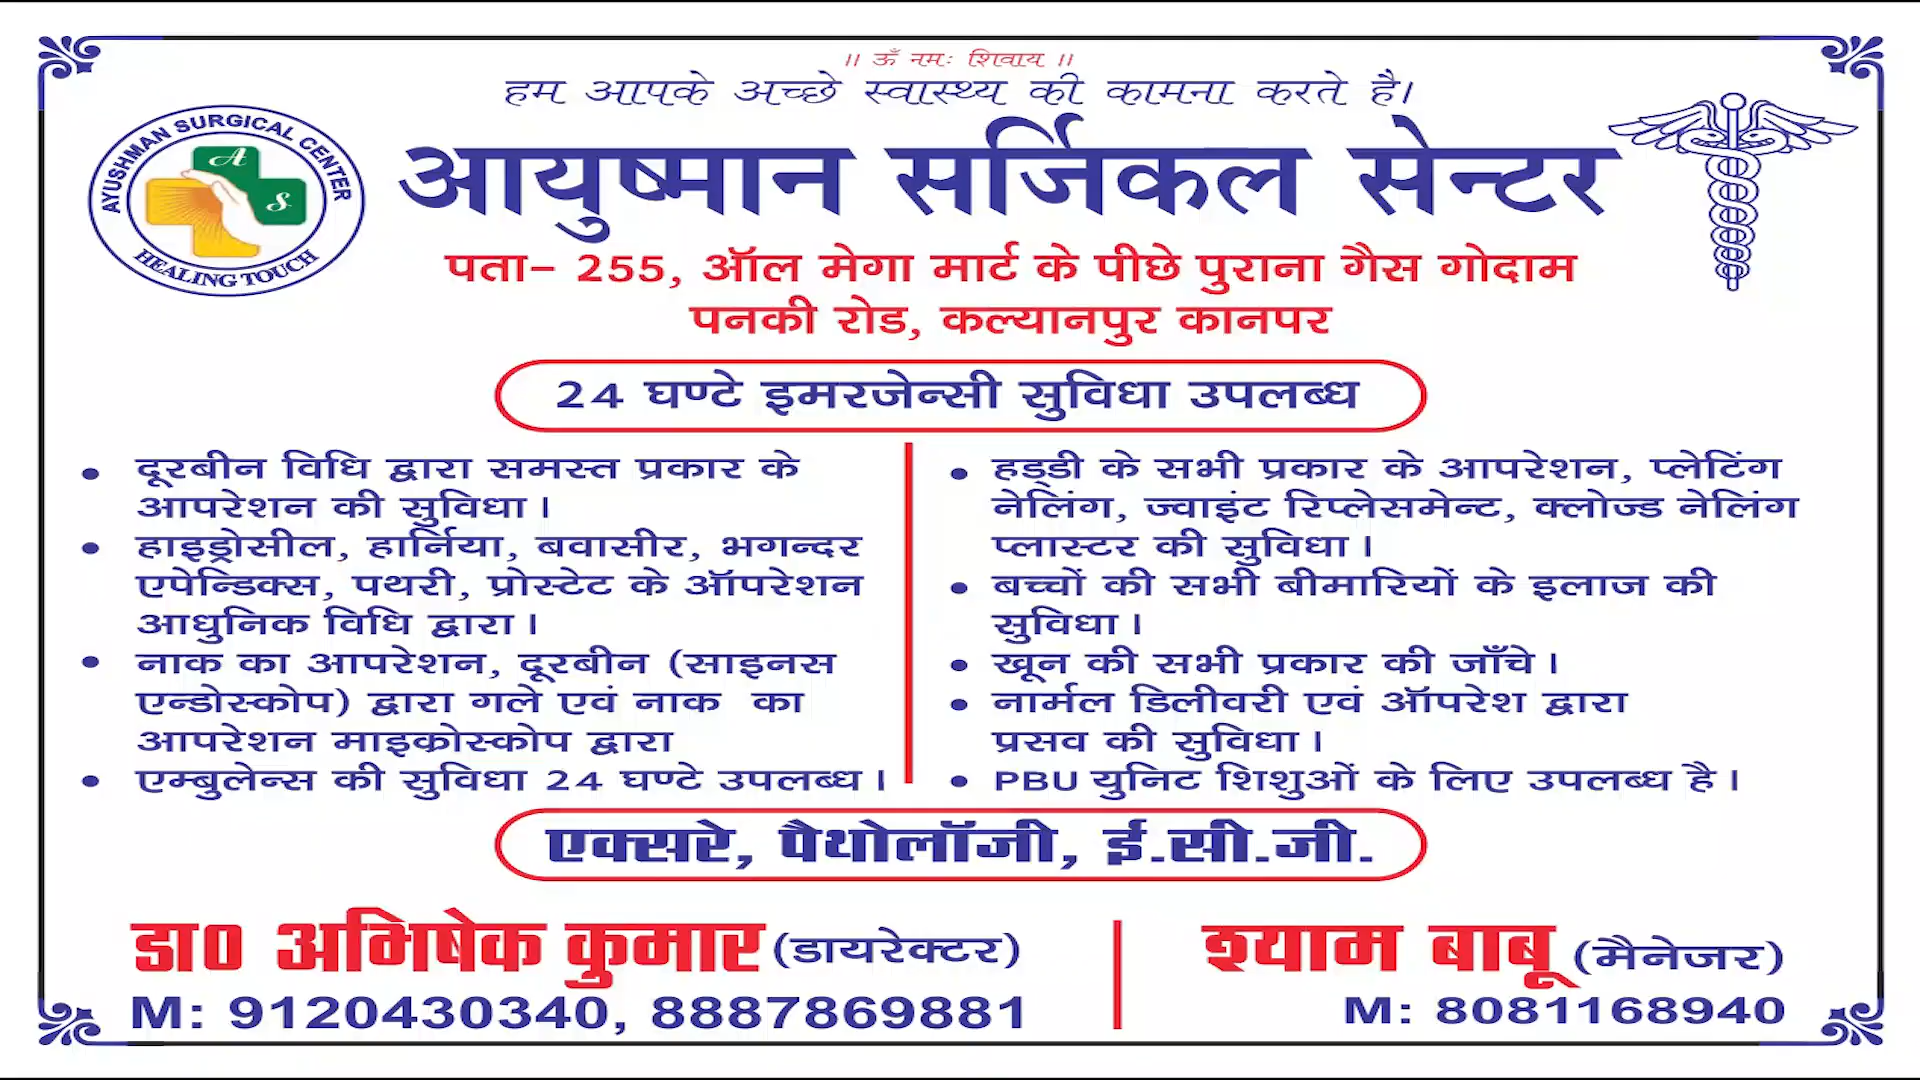 ।। ॐ नमः शिवाय ।।
हम आपके अच्छे स्वास्थ्य की कामना करते है।
AYUSHMAN SURGICAL CENTER
A
S
HEALING TOUCH
आयुष्मान सर्जिकल सेन्टर
पता- 255, ऑल मेगा मार्ट के पीछे पुराना गैस गोदाम
पनकी रोड, कल्यानपुर कानपर
24 घण्टे इमरजेन्सी सुविधा उपलब्ध
• दूरबीन विधि द्वारा समस्त प्रकार के
आपरेशन की सुविधा।
• हाइड्रोसील, हार्निया, बवासीर, भगन्दर
एपेन्डिक्स, पथरी, प्रोस्टेट के ऑपरेशन
आधुनिक विधि द्वारा।
• नाक का आपरेशन, दूरबीन (साइनस
एन्डोस्कोप) द्वारा गले एवं नाक का
आपरेशन माइक्रोस्कोप द्वारा
• एम्बुलेन्स की सुविधा 24 घण्टे उपलब्ध।
• हड्डी के सभी प्रकार के आपरेशन, प्लेटिंग
नेलिंग, ज्वाइंट रिप्लेसमेन्ट, क्लोज्ड नेलिंग
प्लास्टर की सुविधा।
• बच्चों की सभी बीमारियों के इलाज की
सुविधा।
• खून की सभी प्रकार की जाँचे।
• नार्मल डिलीवरी एवं ऑपरेश द्वारा
प्रसव की सुविधा।
• PBU युनिट शिशुओं के लिए उपलब्ध है।
एक्सरे, पैथोलॉजी, ई.सी.जी.
डा० अभिषेक कुमार (डायरेक्टर)
M: 9120430340, 8887869881
श्याम बाबू (मैनेजर)
M: 8081168940